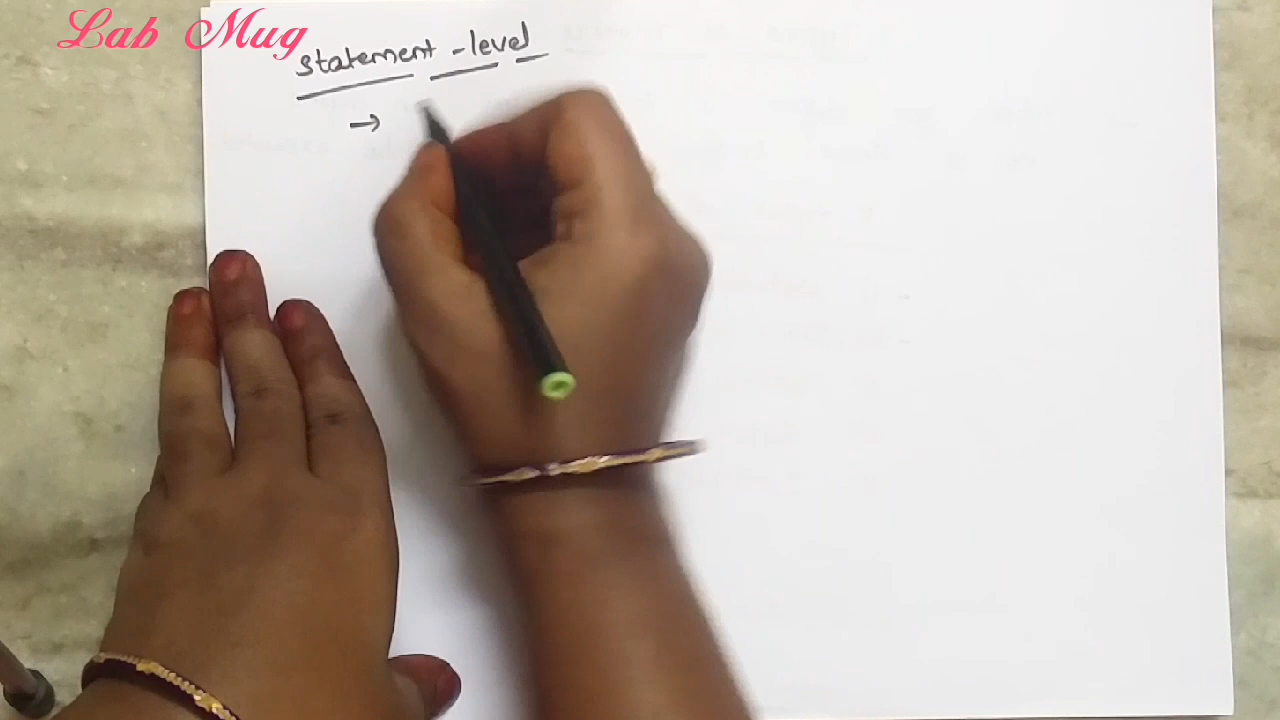 Lab Mug
statement -level
→